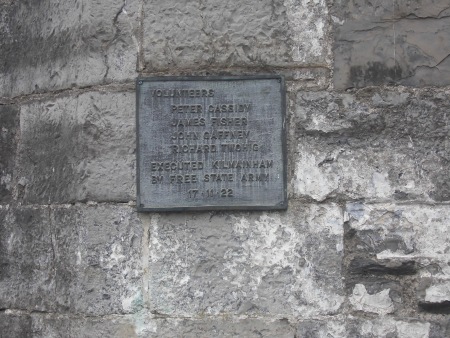 VOLUNTEERS
PETER CASSIDY
JAMES FISHER
JOHN GAFFNEY
RICHARD TWOHIG
EXECUTED KILMAINHAM
BY FREE STATE ARMY
17-11-22